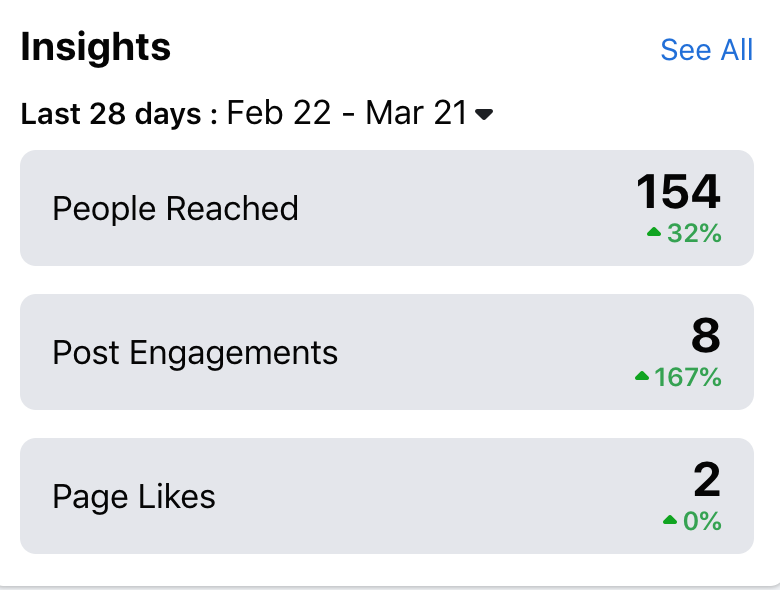 Insights
See All
Last 28 days : Feb 22 - Mar 21
People Reached
154
32%
Post Engagements
8
167%
Page Likes
2
0%